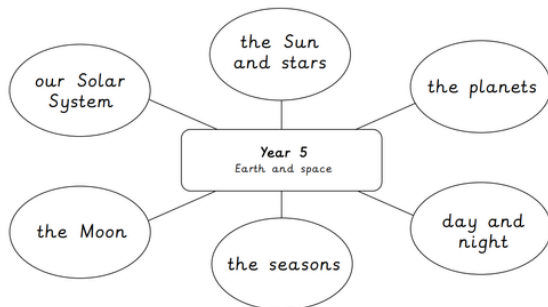 the Sun
and stars
our Solar
System
the planets
Year 5
Earth and space
the Moon
day and
night
the seasons